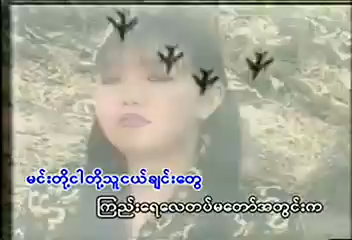 မင်းတို့ငါတို့သူငယ်ချင်းတွေ
ကြည်းရေလေတပ်မတော်အတွင်းက